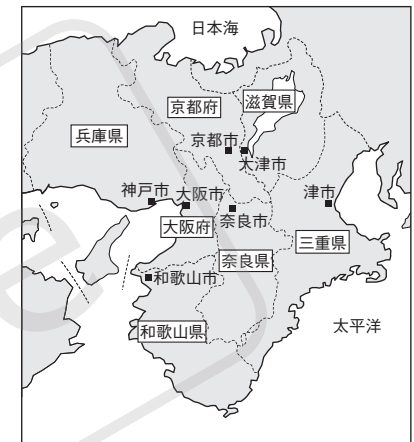 日本海
京都府
滋賀県
兵庫県
京都市
大津市
神戸市
大阪市
津市
奈良市
大阪府
三重県
奈良県
和歌山市
和歌山県
太平洋